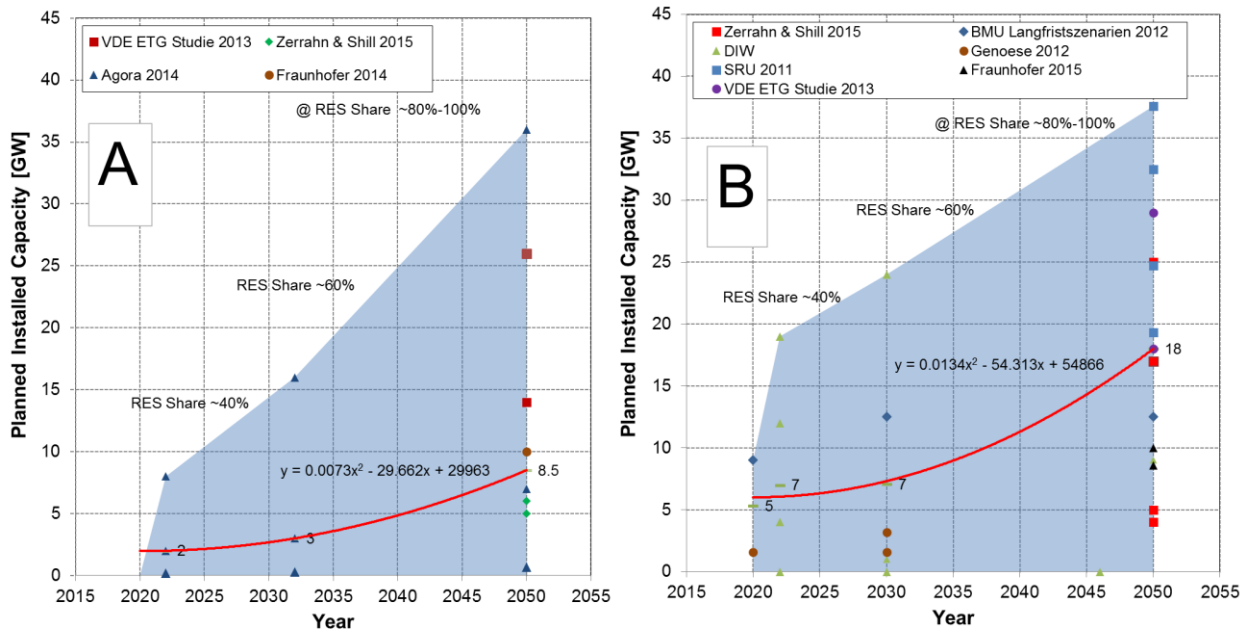 45
40
35
30
25
20
15
10
5
0
Planned Installed Capacity [GW]
VDE ETG Studie 2013
Zerrahn & Shill 2015
Agora 2014
Fraunhofer 2014
@ RES Share ~80%-100%
A
RES Share ~60%
RES Share ~40%
y = 0.0073x² - 29.662x + 29963
8.5
2
3
2015 2020 2025 2030 2035 2040 2045 2050 2055
Year
45
40
35
30
25
20
15
10
5
0
Planned Installed Capacity [GW]
Zerrahn & Shill 2015
BMU Langfristszenarien 2012
DIW
Genoese 2012
SRU 2011
Fraunhofer 2015
VDE ETG Studie 2013
@ RES Share ~80%-100%
B
RES Share ~60%
RES Share ~40%
18
y = 0.0134x² - 54.313x + 54866
7
7
5
2015 2020 2025 2030 2035 2040 2045 2050 2055
Year